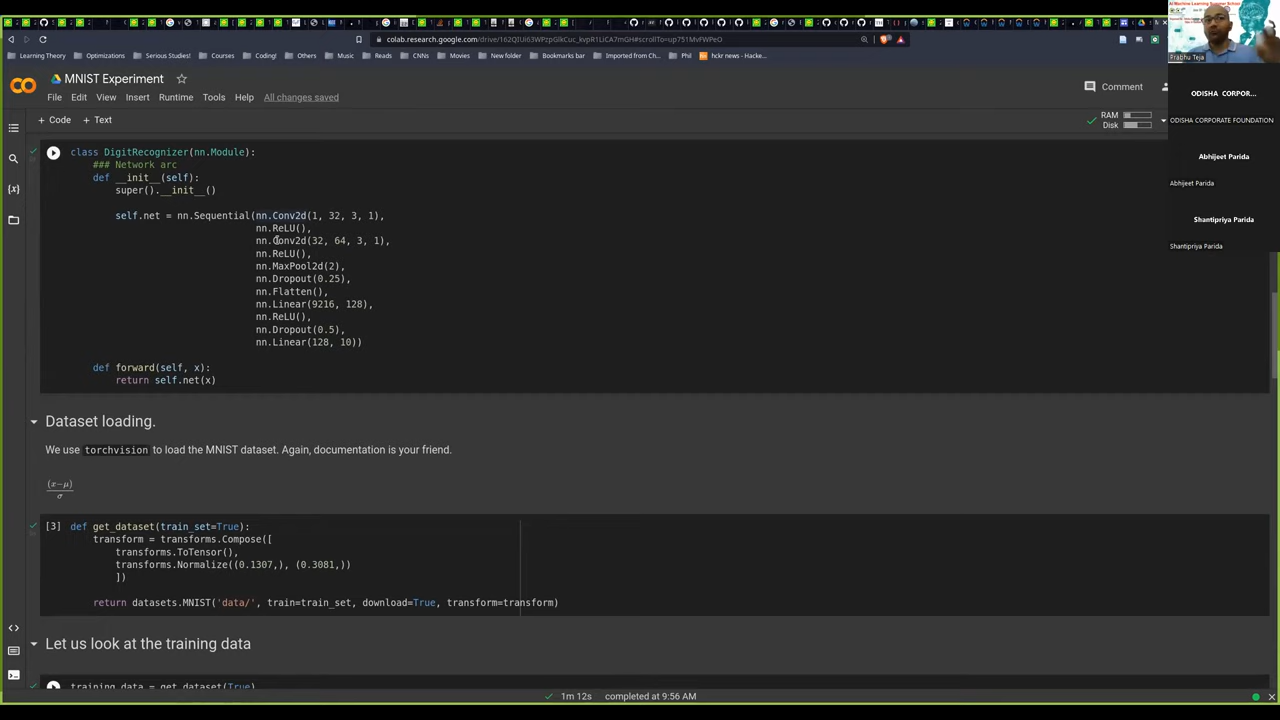 colab.research.google.com/drive/162QIUi63WPzpGlkCuc_kvpR1LiCA7mGH#scrollTo=up751MvFWPeO
Learning Theory
Optimizations
Serious Studies!
Courses
Coding!
Others
Music
Reads
CNNs
Movies
New folder
Bookmarks bar
Imported from Ch...
Phil
hckr news - Hacke...
MNIST Experiment
File Edit View Insert Runtime Tools Help All changes saved
Comment
+ Code + Text
RAM
Disk
class DigitRecognizer(nn.Module):
### Network arc
def __init__(self):
super().__init__()
self.net = nn.Sequential(nn.Conv2d(1, 32, 3, 1),
nn.ReLU(),
nn.Conv2d(32, 64, 3, 1),
nn.ReLU(),
nn.MaxPool2d(2),
nn.Dropout(0.25),
nn.Flatten(),
nn.Linear(9216, 128),
nn.ReLU(),
nn.Dropout(0.5),
nn.Linear(128, 10))
def forward(self, x):
return self.net(x)
Dataset loading.
We use torchvision to load the MNIST dataset. Again, documentation is your friend.
(x−μ)
σ
[3] def get_dataset(train_set=True):
transform = transforms.Compose([
transforms.ToTensor(),
transforms.Normalize((0.1307,), (0.3081,))
])
return datasets.MNIST('data/', train=train_set, download=True, transform=transform)
Let us look at the training data
training_data = get_dataset(True)
1m 12s completed at 9:56 AM
AI/Machine Learning Summer School
Prabhu Teja
ODISHA CORPOR...
ODISHA CORPORATE FOUNDATION
Abhijeet Parida
Abhijeet Parida
Shantipriya Parida
Shantipriya Parida